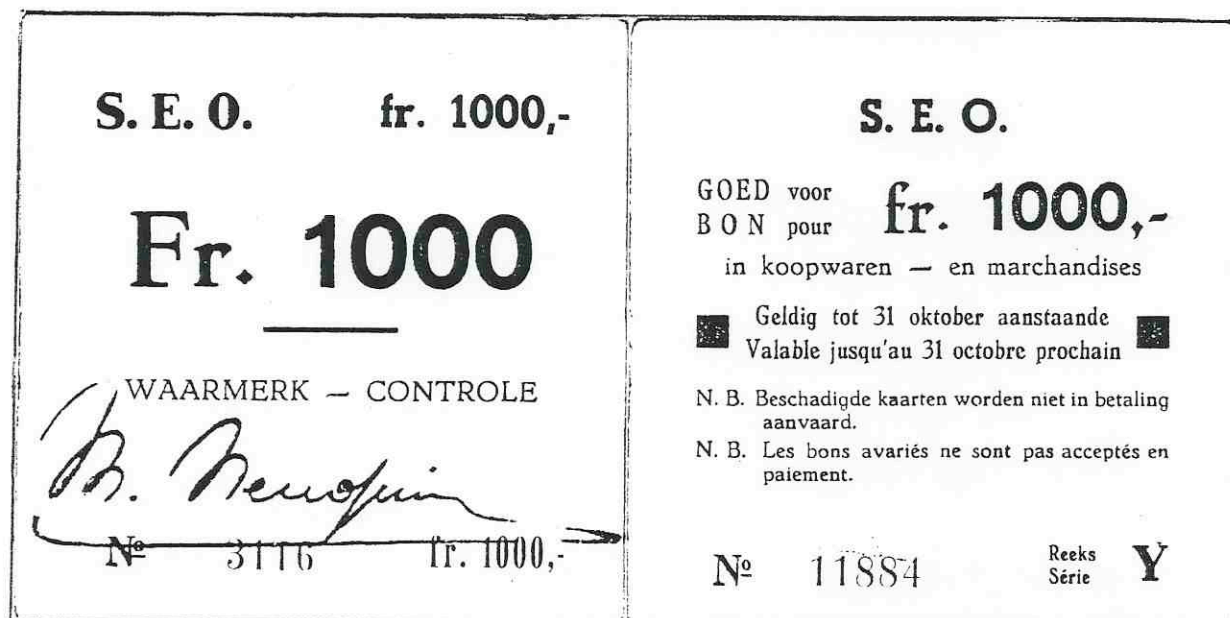 S. E. O. fr. 1000,-
Fr. 1000
WAARMERK – CONTROLE
Nº 3116 fr. 1000,-
S. E. O.
GOED voor
BON pour fr. 1000,-
in koopwaren — en marchandises
Geldig tot 31 oktober aanstaande
Valable jusqu'au 31 octobre prochain
N. B. Beschadigde kaarten worden niet in betaling
aanvaard.
N. B. Les bons avariés ne sont pas acceptés en
paiement.
Nº 11884 Reeks
Série Y